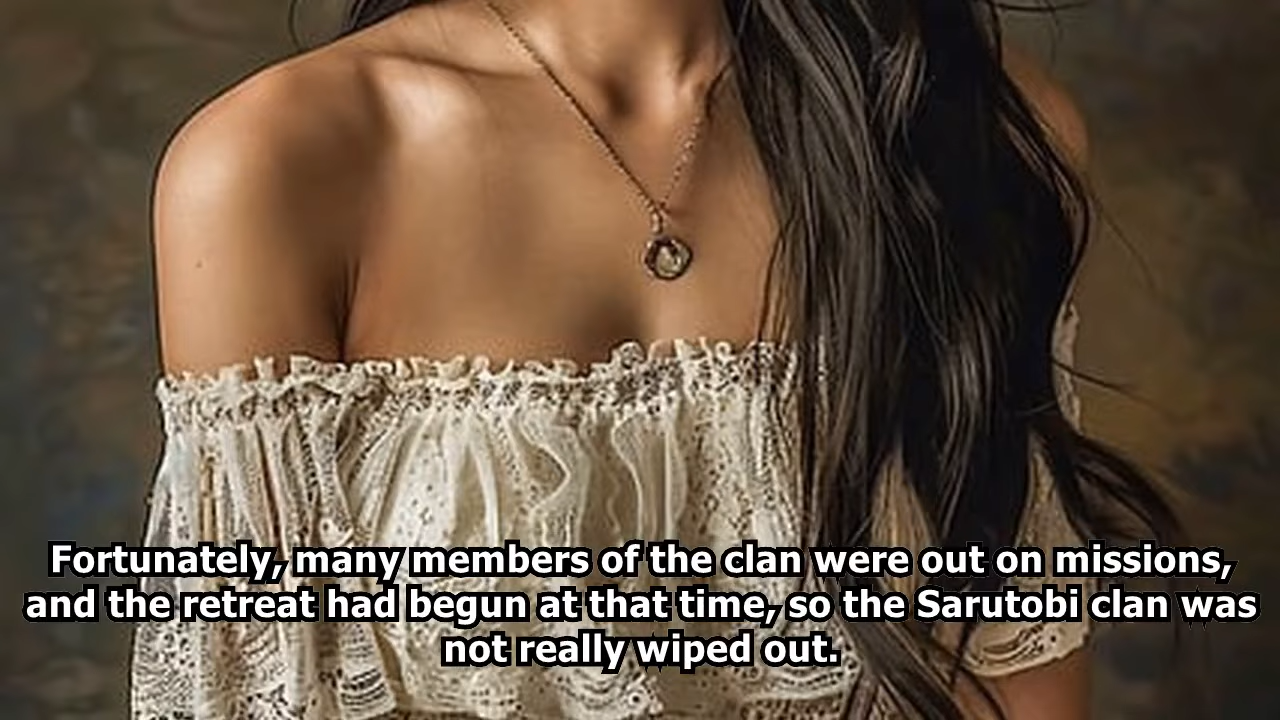 Fortunately, many members of the clan were out on missions,
and the retreat had begun at that time, so the Sarutobi clan was
not really wiped out.